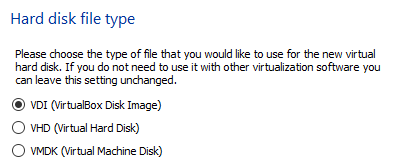 Hard disk file type
Please choose the type of file that you would like to use for the new virtual
hard disk. If you do not need to use it with other virtualization software you
can leave this setting unchanged.
VDI (VirtualBox Disk Image)
VHD (Virtual Hard Disk)
VMDK (Virtual Machine Disk)